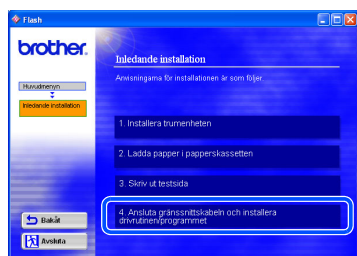 Flash
brother
Huvudmenyn
Inledande installation
Inledande installation
Anvisningarna för installationen är som följer.
1. Installera trumenheten
2. Ladda papper i papperskassetten
3. Skriv ut testsida
4. Ansluta gränssnittskabeln och installera
drivrutinen/programmet
Bakåt
Avsluta